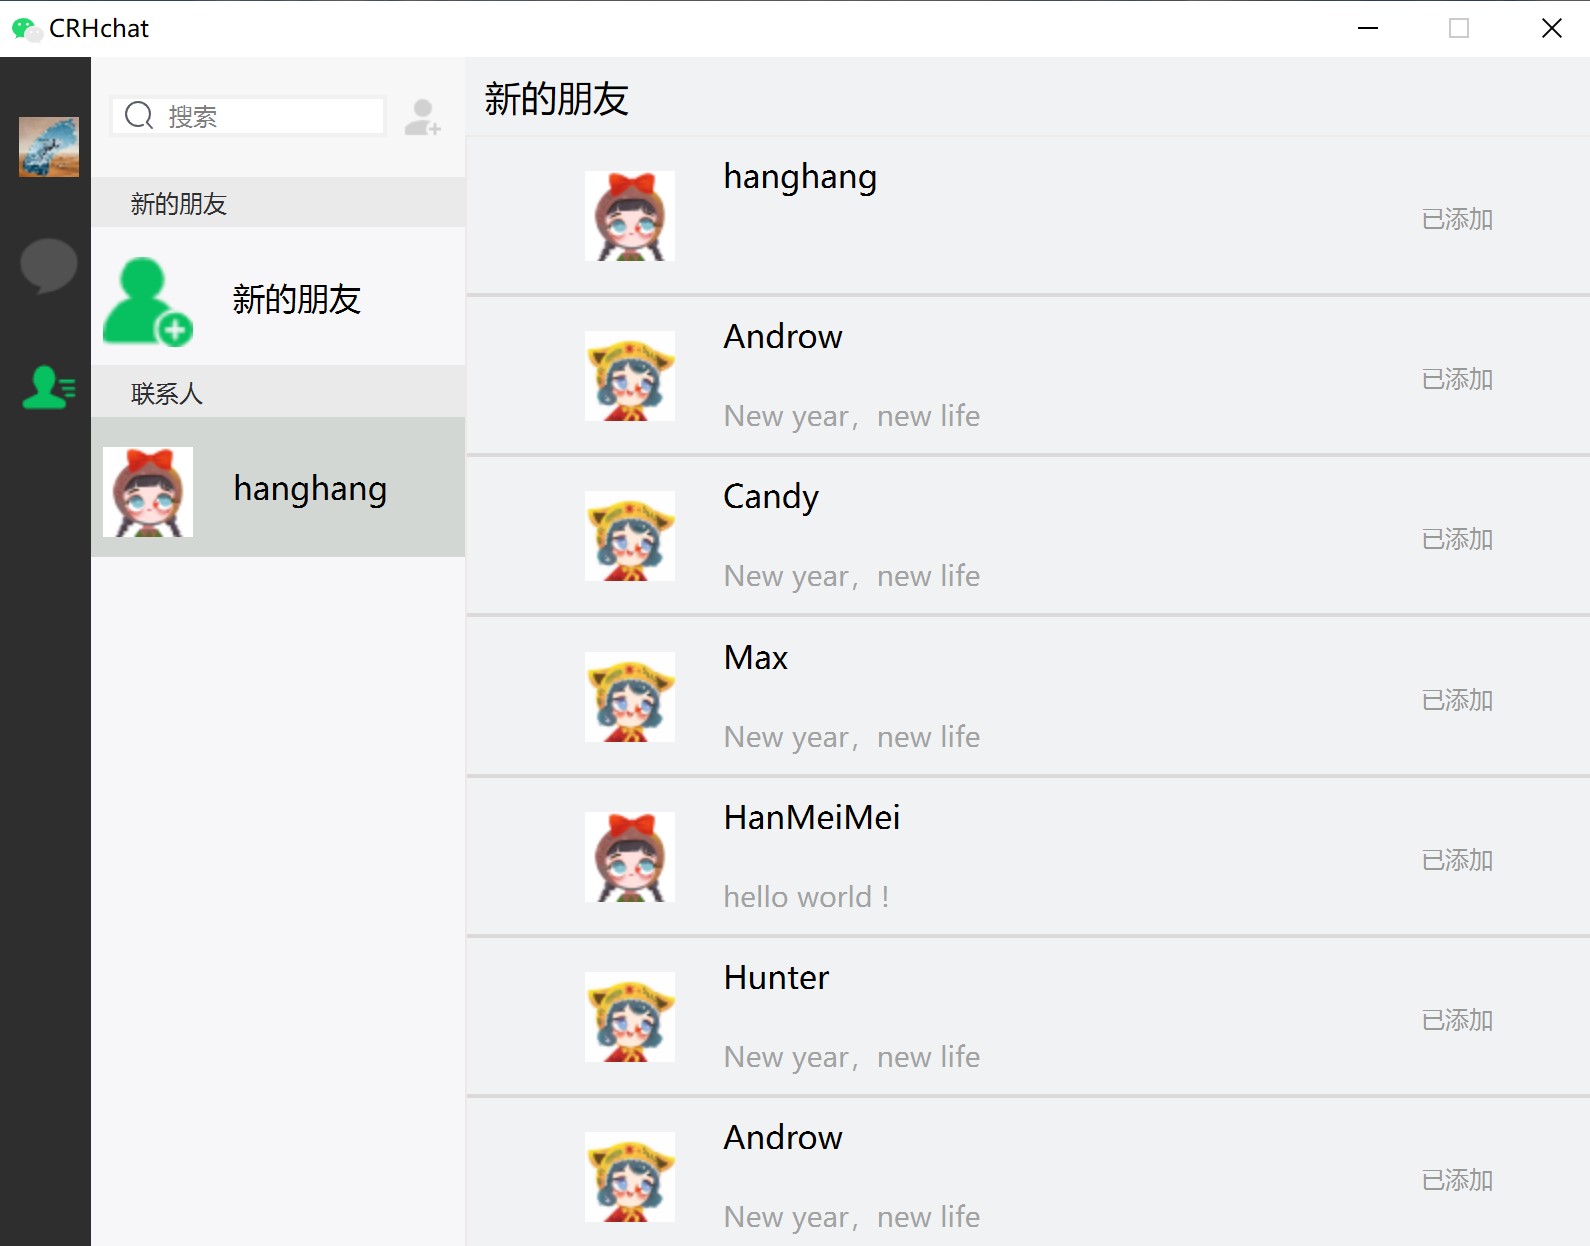 CRHchat
搜索
新的朋友
新的朋友
联系人
hanghang
新的朋友
hanghang
已添加
Androw
已添加
New year，new life
Candy
已添加
New year，new life
Max
已添加
New year，new life
HanMeiMei
已添加
hello world !
Hunter
已添加
New year，new life
Androw
已添加
New year，new life